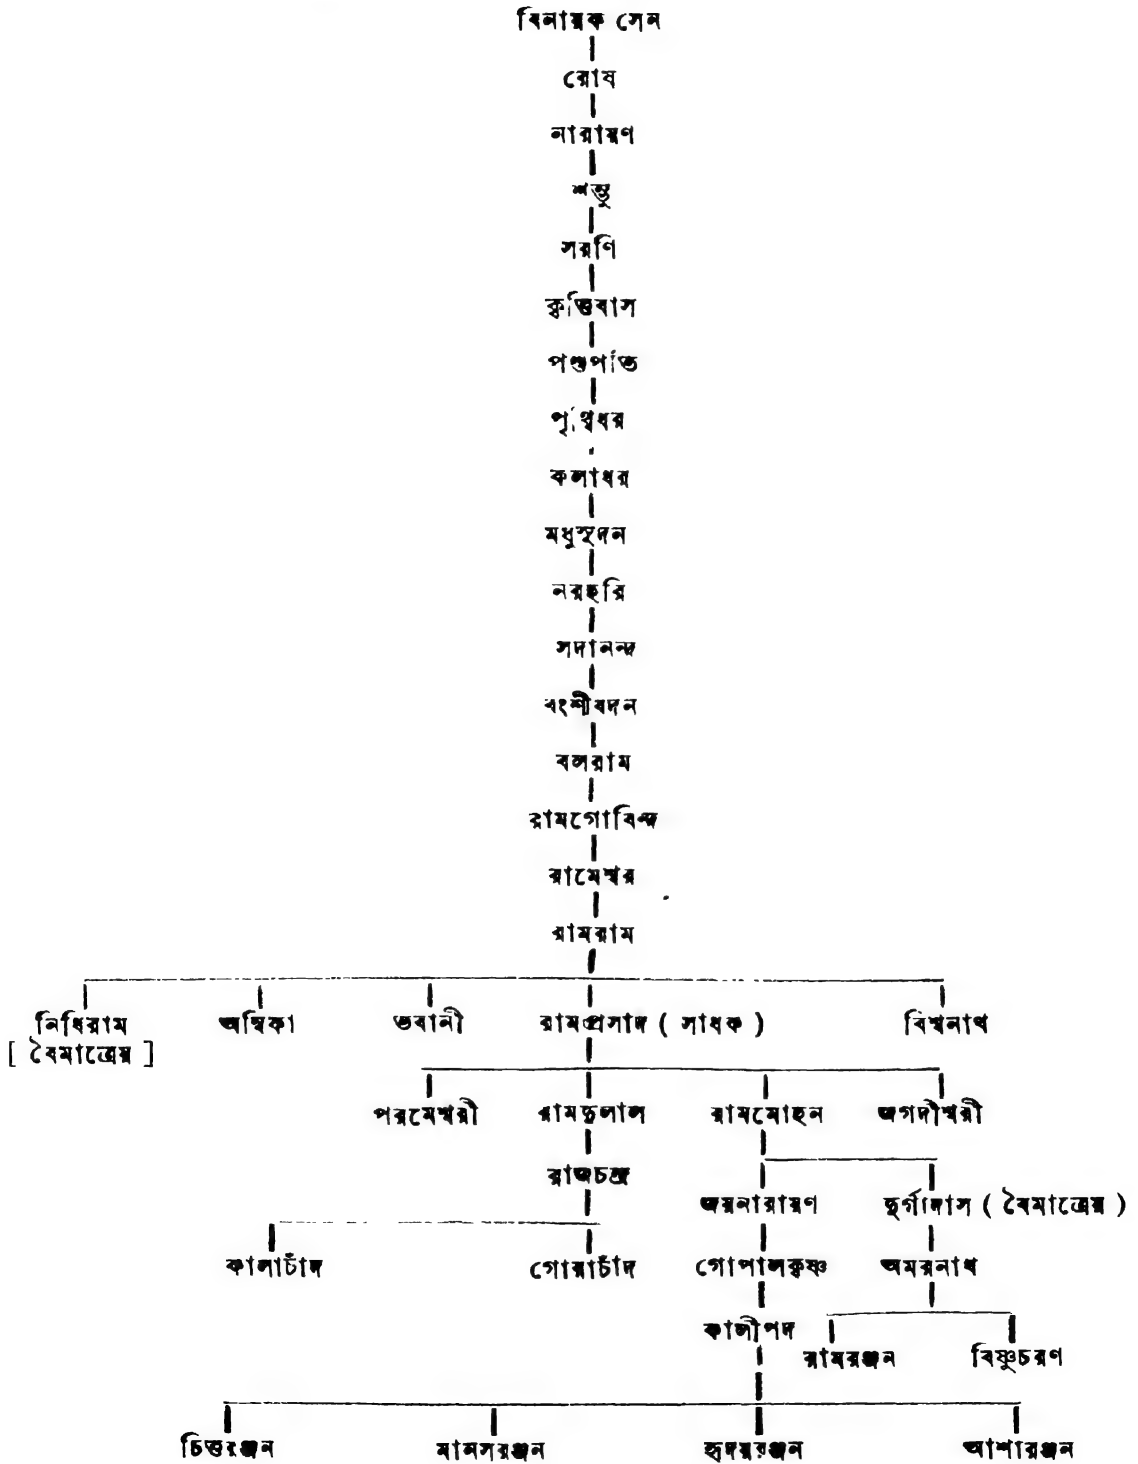 বিনায়ক সেন
রোষ
নারায়ণ
শম্ভু
সরণি
কৃত্তিবাস
পশুপতি
পৃথ্বিধর
কলাধর
মধুসূদন
নরহরি
সদানন্দ
বংশীবদন
বলরাম
রামগোবিন্দ
রামেশ্বর
রামরাম
নিধিরাম অম্বিকা ভবানী রামপ্রসাদ ( সাধক ) বিশ্বনাথ
[ বৈমাত্রেয় ]
পরমেশ্বরী রামদুলাল রামমোহন জগদীশ্বরী
রাজচন্দ্র
জয়নারায়ণ দুর্গাদাস ( বৈমাত্রেয় )
কালাচাঁদ গোরাচাঁদ গোপালকৃষ্ণ অমরনাথ
কালীপদ
রামরঞ্জন বিষ্ণুচরণ
চিত্তরঞ্জন মানসরঞ্জন হৃদয়রঞ্জন আশারঞ্জন